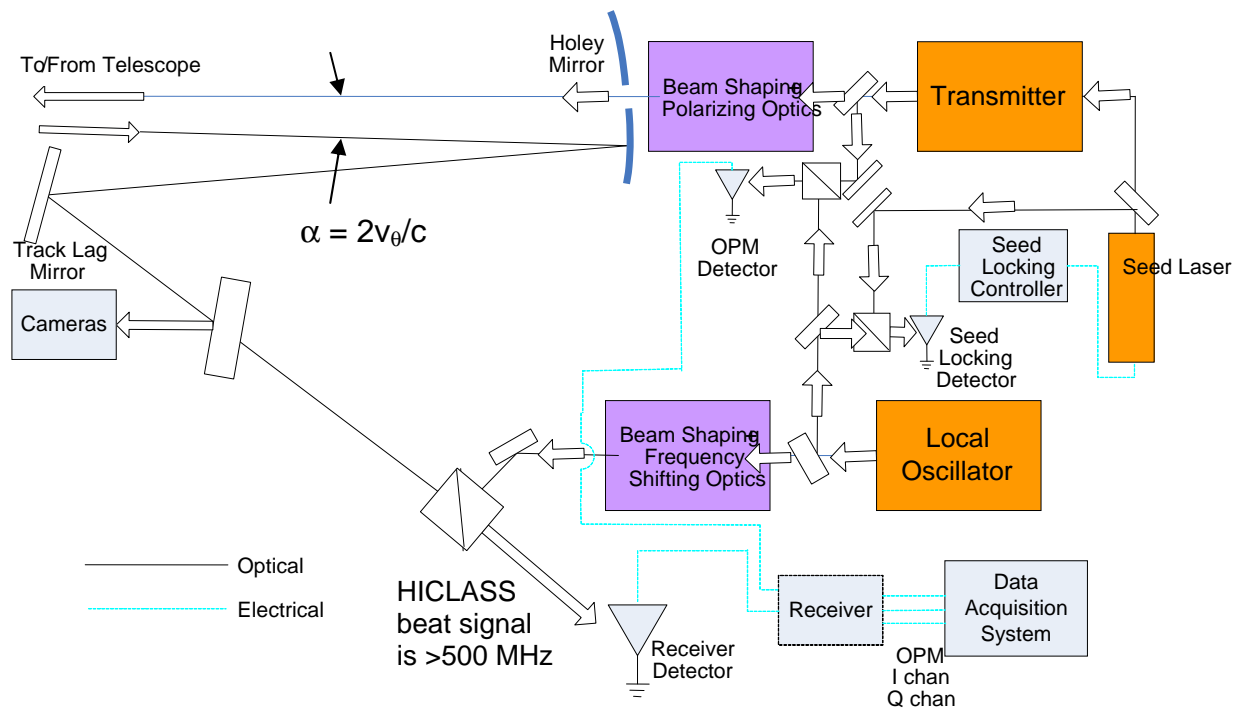 To/From Telescope
Holey
Mirror
Beam Shaping +
Polarizing Optics
Transmitter
α = 2vθ/c
OPM
Detector
Seed
Locking
Controller
Seed Laser
Track Lag
Mirror
Cameras
Seed
Locking
Detector
Beam Shaping +
Frequency
Shifting Optics
Local
Oscillator
Optical
Electrical
HICLASS
beat signal
is >500 MHz
Receiver
Detector
Receiver
Data
Acquisition
System
OPM
I chan
Q chan